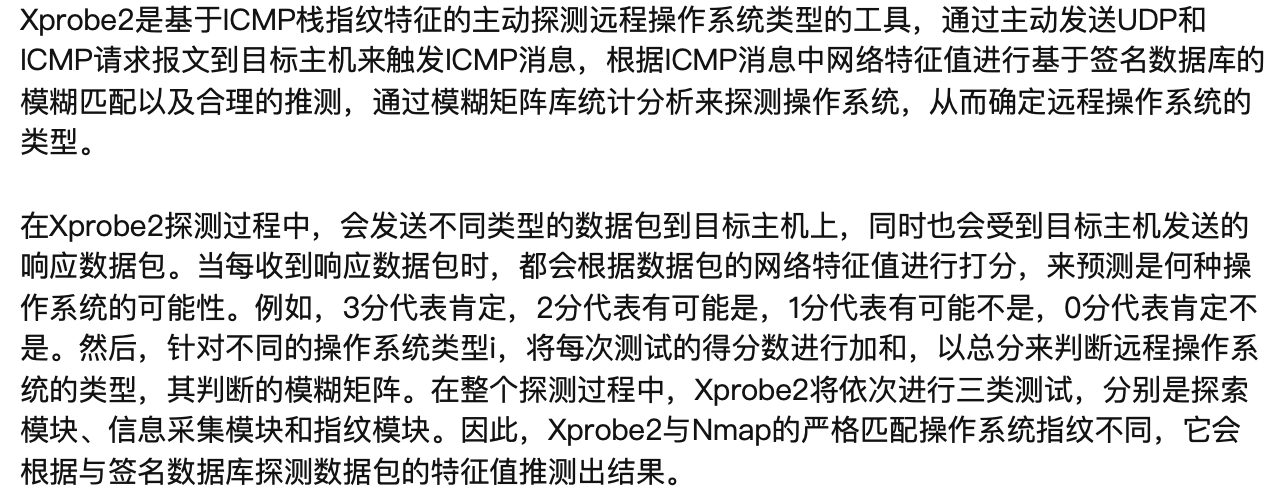 Xprobe2是基于ICMP栈指纹特征的主动探测远程操作系统类型的工具，通过主动发送UDP和
ICMP请求报文到目标主机来触发ICMP消息，根据ICMP消息中网络特征值进行基于签名数据库的
模糊匹配以及合理的推测，通过模糊矩阵库统计分析来探测操作系统，从而确定远程操作系统的
类型。
在Xprobe2探测过程中，会发送不同类型的数据包到目标主机上，同时也会受到目标主机发送的
响应数据包。当每收到响应数据包时，都会根据数据包的网络特征值进行打分，来预测是何种操
作系统的可能性。例如，3分代表肯定，2分代表有可能是，1分代表有可能不是，0分代表肯定不
是。然后，针对不同的操作系统类型i，将每次测试的得分数进行加和，以总分来判断远程操作系
统的类型，其判断的模糊矩阵。在整个探测过程中，Xprobe2将依次进行三类测试，分别是探索
模块、信息采集模块和指纹模块。因此，Xprobe2与Nmap的严格匹配操作系统指纹不同，它会
根据与签名数据库探测数据包的特征值推测出结果。